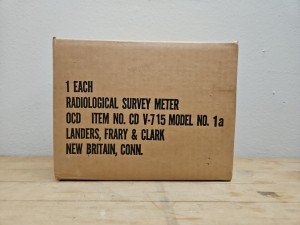 1 EACH
RADIOLOGICAL SURVEY METER
OCD ITEM NO. CD V-715 MODEL NO. 1a
LANDERS, FRARY & CLARK
NEW BRITAIN, CONN.